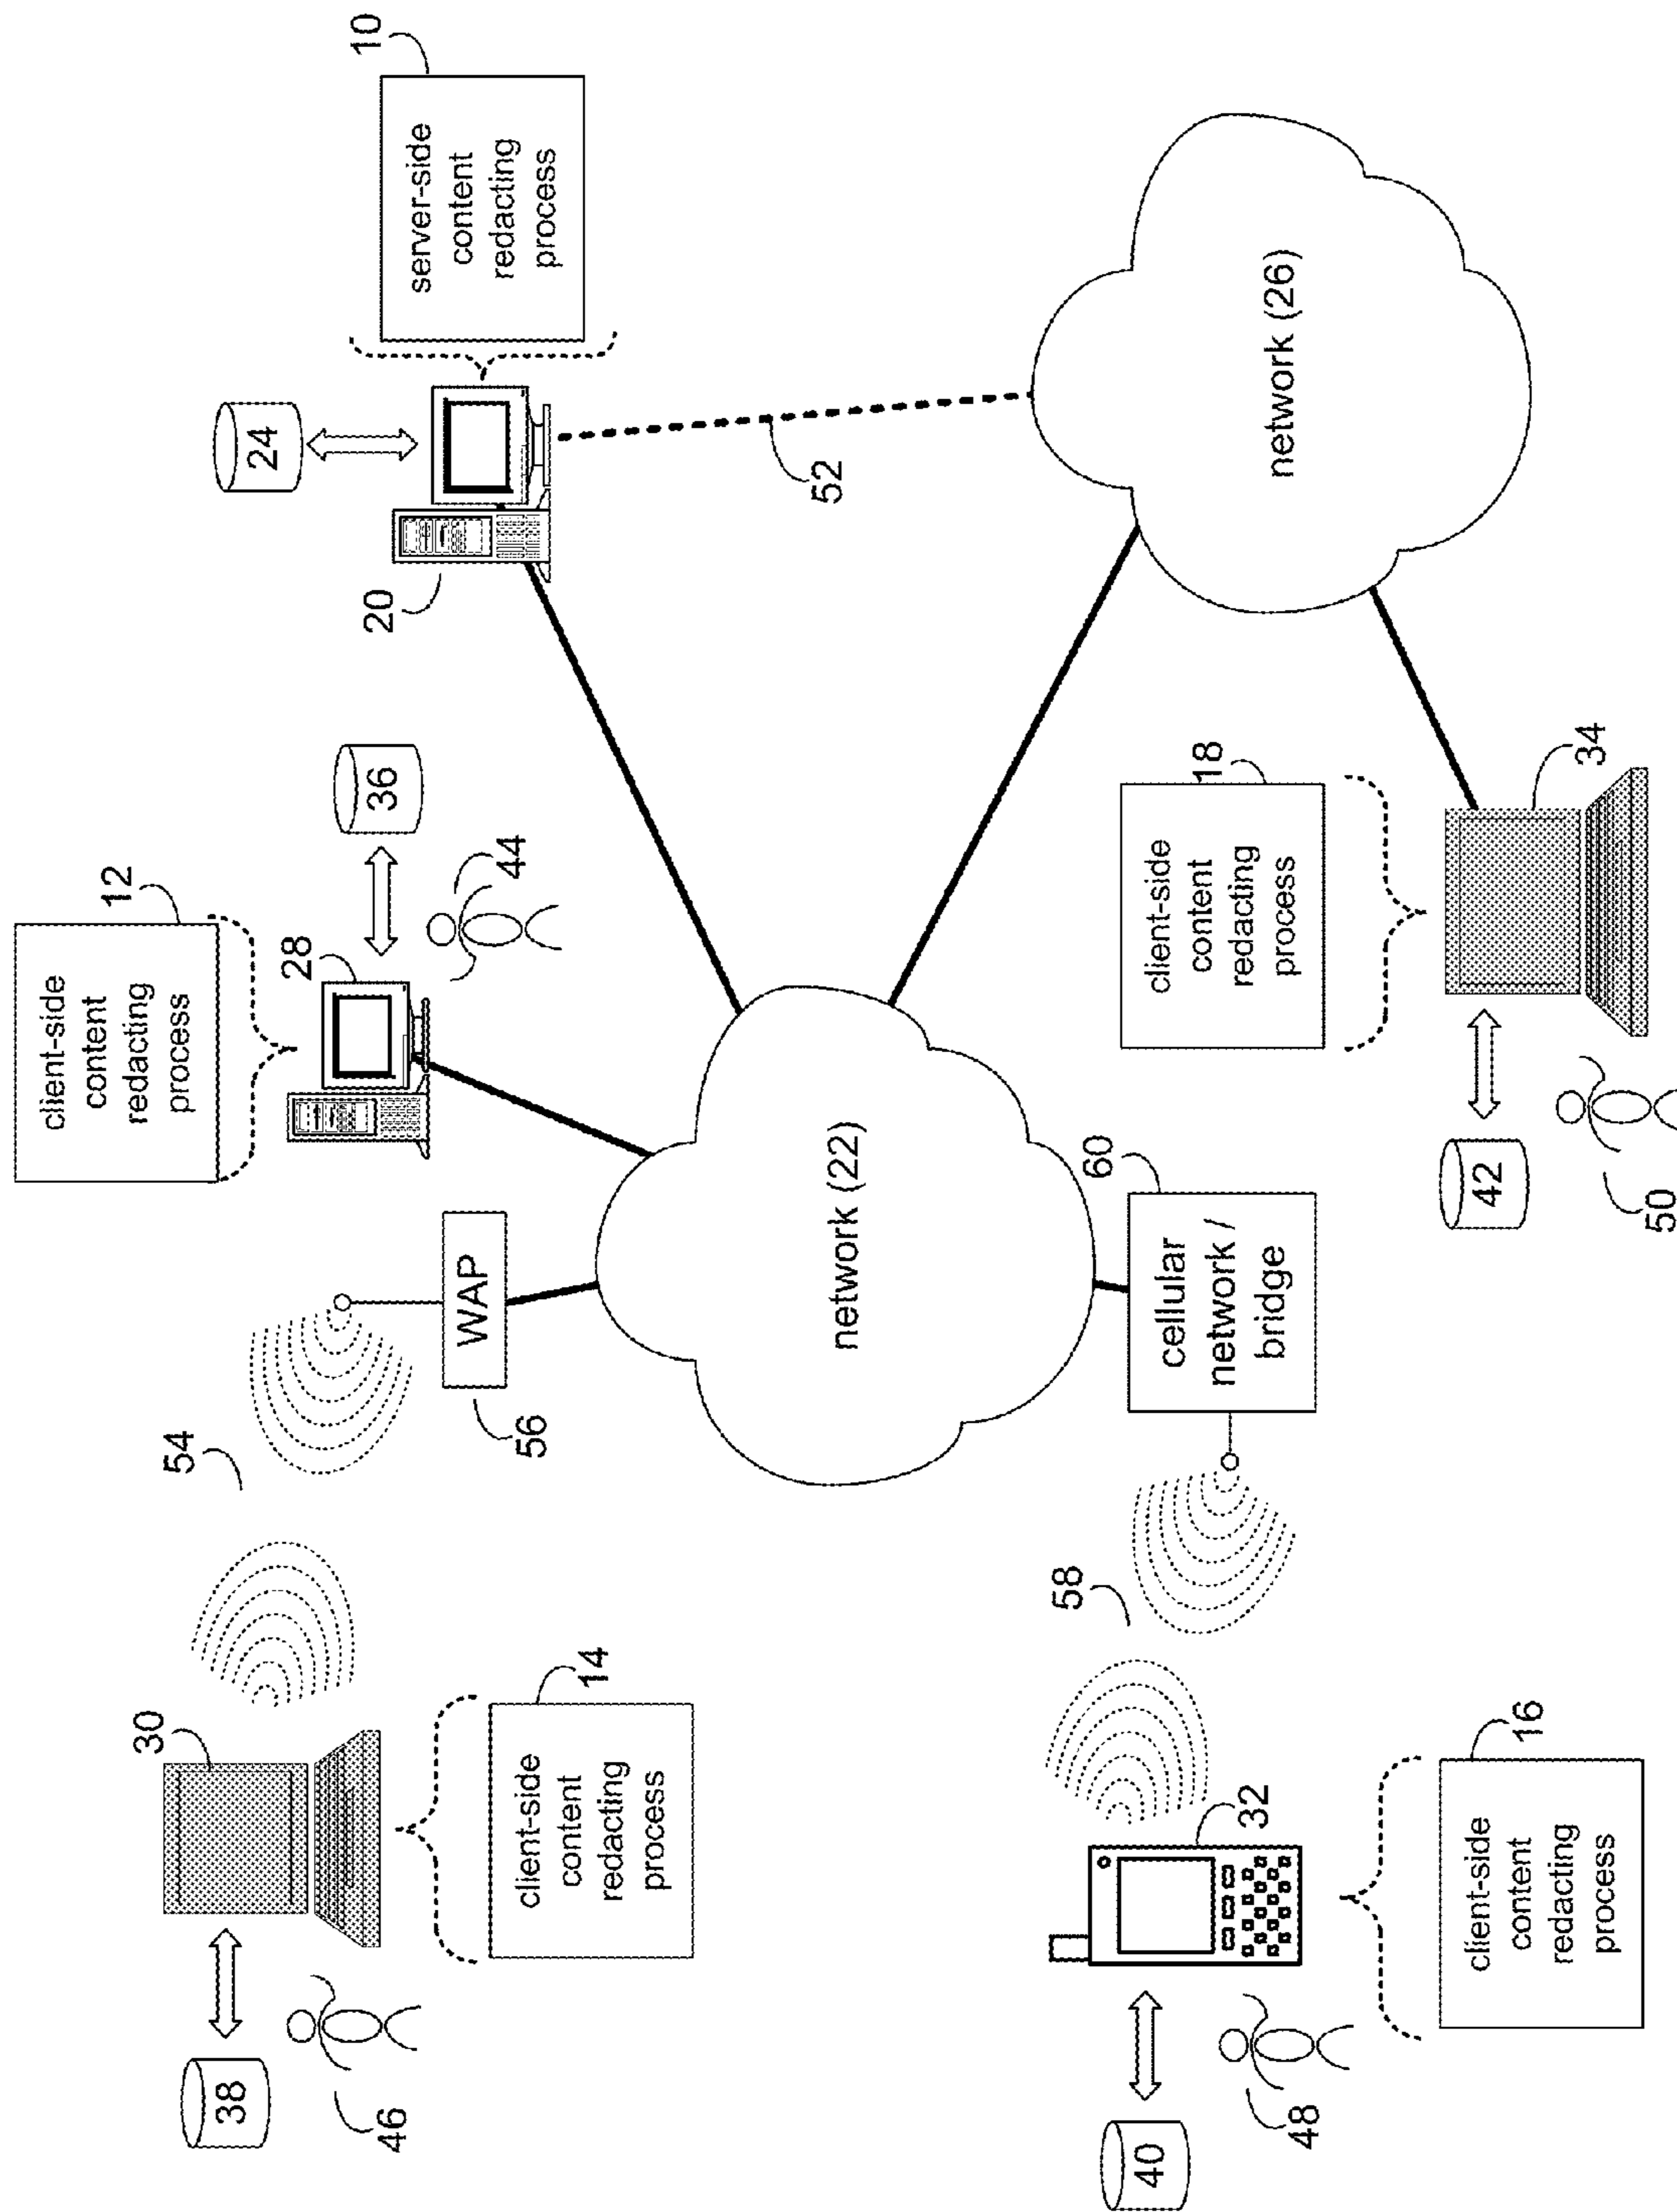 38
46
30
client-side
content
redacting
process
14
54
56
WAP
client-side
content
redacting
process
12
28
36
44
24
20
server-side
content
redacting
process
10
network (22)
52
network (26)
40
48
32
client-side
content
redacting
process
16
58
cellular
network /
bridge
60
42
50
client-side
content
redacting
process
18
34